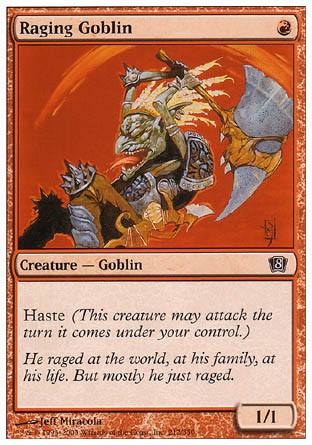 Raging Goblin
Creature — Goblin
8
Haste (This creature may attack the
turn it comes under your control.)
He raged at the world, at his family, at
his life. But mostly he just raged.
Jeff Miracola
1/1